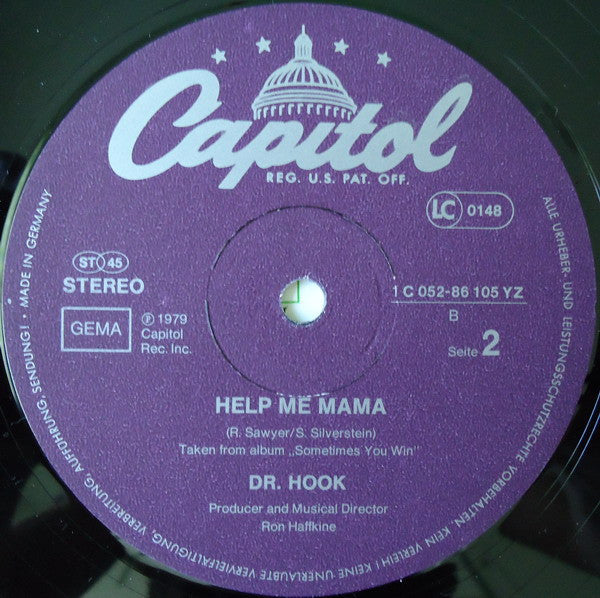 Capitol
REG. U.S. PAT. OFF.
LC 0148
ST 45
STEREO
GEMA
℗ 1979
Capitol
Rec. Inc.
1 C 052-86 105 YZ
B
Seite 2
HELP ME MAMA
(R. Sawyer/S. Silverstein)
Taken from album „Sometimes You Win"
DR. HOOK
Producer and Musical Director
Ron Haffkine
ALLE URHEBER- UND LEISTUNGSSCHUTZRECHTE VORBEHALTEN. KEIN VERLEIH! KEINE UNERLAUBTE VERVIELFÄLTIGUNG, VERBREITUNG, AUFFÜHRUNG, SENDUNG! · MADE IN GERMANY